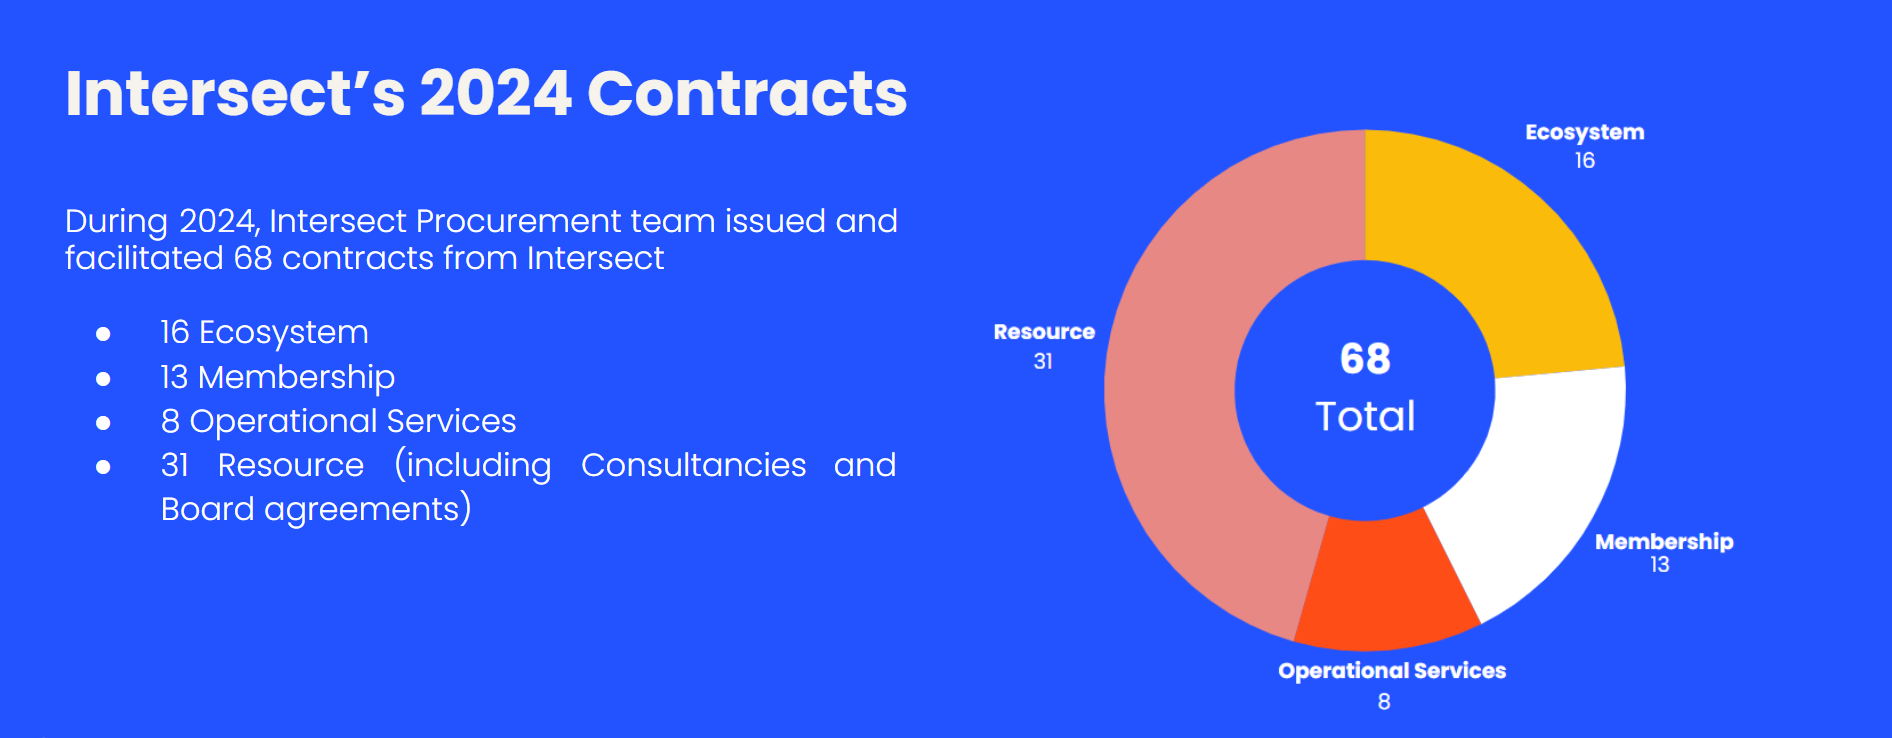 Intersect’s 2024 Contracts
During 2024, Intersect Procurement team issued and
facilitated 68 contracts from Intersect
● 16 Ecosystem
● 13 Membership
● 8 Operational Services
● 31 Resource (including Consultancies and
Board agreements)
Ecosystem
16
Resource
31
68
Total
Membership
13
Operational Services
8